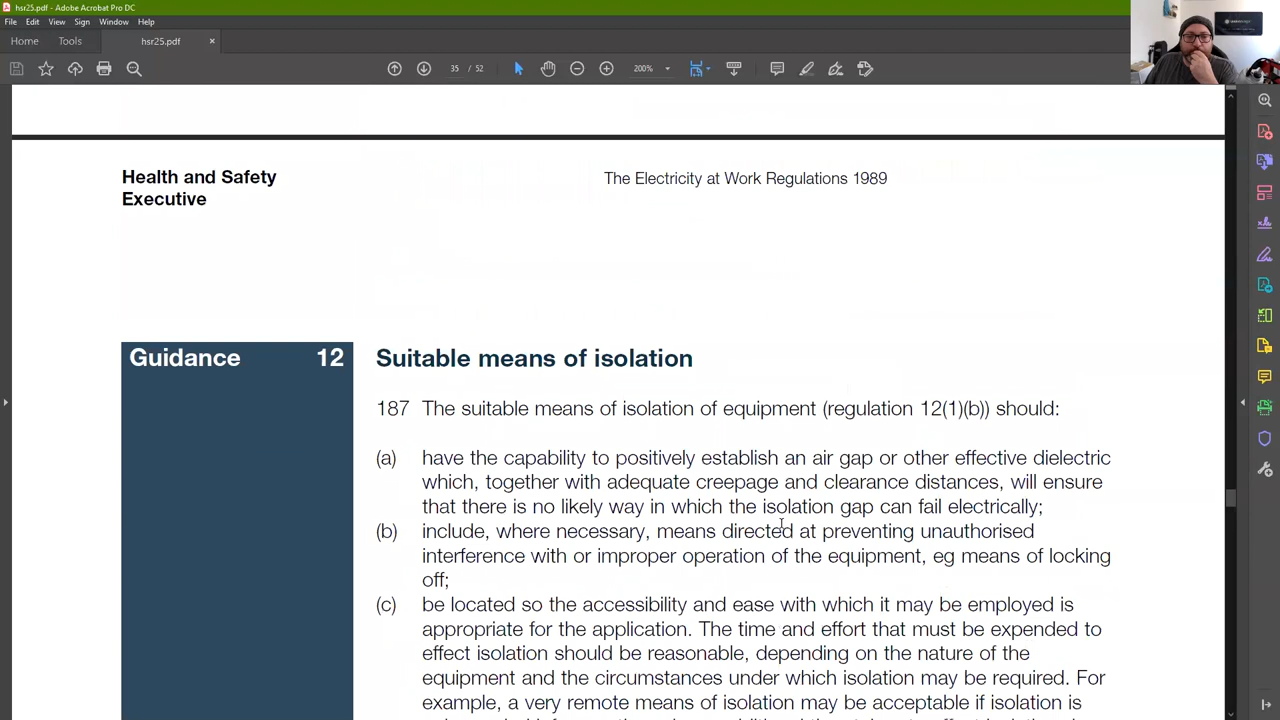 hsr25.pdf - Adobe Acrobat Pro DC
File Edit View Sign Window Help
Home Tools hsr25.pdf ×
35 / 52 200%
Health and Safety
Executive
The Electricity at Work Regulations 1989
Guidance 12
Suitable means of isolation
187 The suitable means of isolation of equipment (regulation 12(1)(b)) should:
(a) have the capability to positively establish an air gap or other effective dielectric
which, together with adequate creepage and clearance distances, will ensure
that there is no likely way in which the isolation gap can fail electrically;
(b) include, where necessary, means directed at preventing unauthorised
interference with or improper operation of the equipment, eg means of locking
off;
(c) be located so the accessibility and ease with which it may be employed is
appropriate for the application. The time and effort that must be expended to
effect isolation should be reasonable, depending on the nature of the
equipment and the circumstances under which isolation may be required. For
example, a very remote means of isolation may be acceptable if isolation is